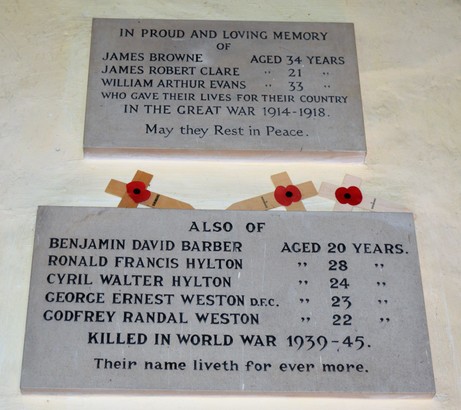 IN PROUD AND LOVING MEMORY
OF
JAMES BROWNE AGED 34 YEARS
JAMES ROBERT CLARE " 21 "
WILLIAM ARTHUR EVANS " 33 "
WHO GAVE THEIR LIVES FOR THEIR COUNTRY
IN THE GREAT WAR 1914-1918.
May they Rest in Peace.
ALSO OF
BENJAMIN DAVID BARBER AGED 20 YEARS.
RONALD FRANCIS HYLTON " 28 "
CYRIL WALTER HYLTON " 24 "
GEORGE ERNEST WESTON D.F.C. " 23 "
GODFREY RANDAL WESTON " 22 "
KILLED IN WORLD WAR 1939-45.
Their name liveth for ever more.